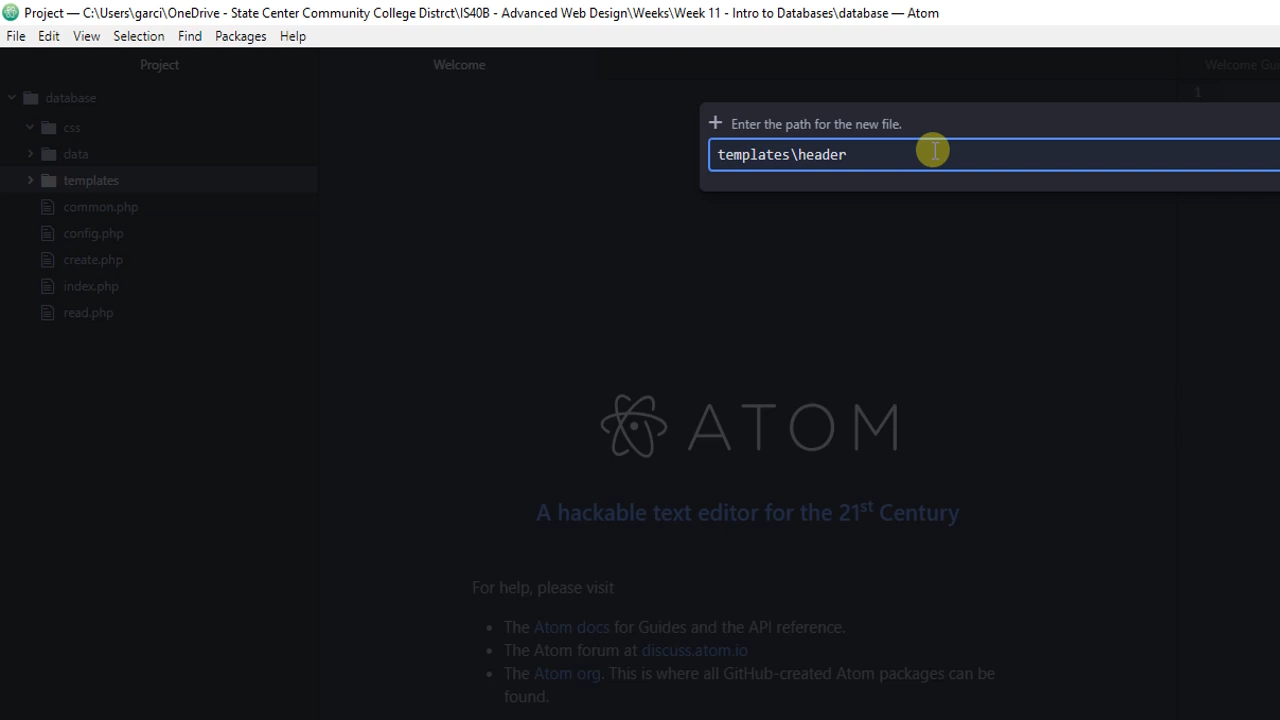 Project — C:\Users\garci\OneDrive - State Center Community College Distrct\IS40B - Advanced Web Design\Weeks\Week 11 - Intro to Databases\database — Atom
File Edit View Selection Find Packages Help
Project Welcome Welcome Gui
database
css
data
templates
common.php
config.php
create.php
index.php
read.php
1
Enter the path for the new file.
templates\header
ATOM
A hackable text editor for the 21st Century
For help, please visit
• The Atom docs for Guides and the API reference.
• The Atom forum at discuss.atom.io
• The Atom org. This is where all GitHub-created Atom packages can be
found.